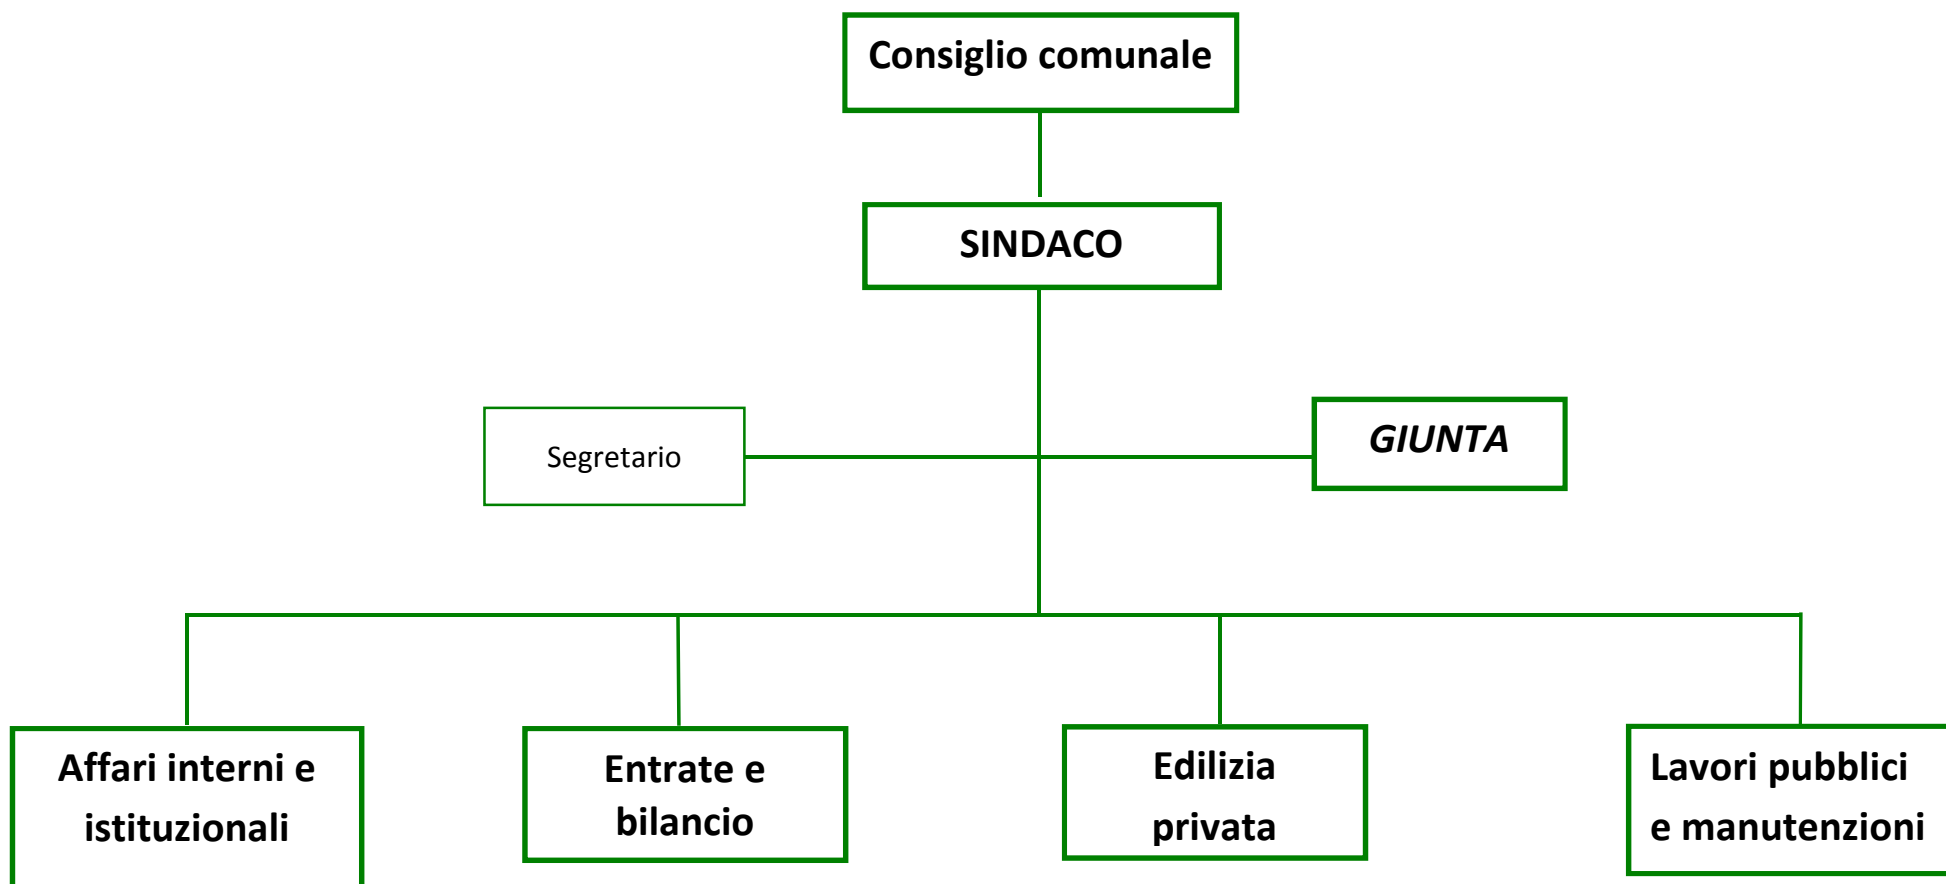 Consiglio comunale
SINDACO
Segretario
GIUNTA
Affari interni e
istituzionali
Entrate e
bilancio
Edilizia
privata
Lavori pubblici
e manutenzioni